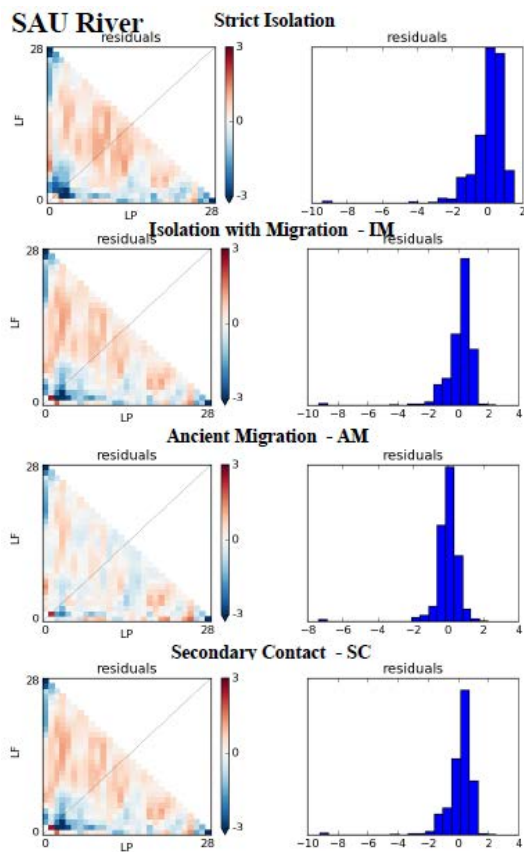 SAU River
Strict Isolation
residuals
residuals
28
LF
0
0
LP
28
3
0
-3
-10 -8 -6 -4 -2 0 2
Isolation with Migration - IM
residuals
residuals
28
LF
0
0
LP
28
3
0
-3
-10 -8 -6 -4 -2 0 2 4
Ancient Migration - AM
residuals
residuals
28
LF
0
0
LP
28
3
0
-3
-8 -6 -4 -2 0 2 4
Secondary Contact - SC
residuals
residuals
28
LF
0
0
LP
28
3
0
-3
-10 -8 -6 -4 -2 0 2 4